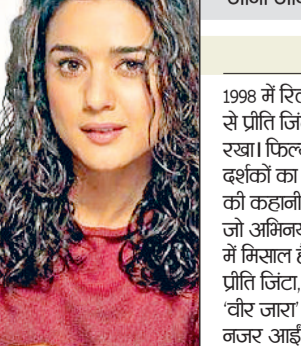 1998 में
से प्रीति
रखा।
दर्शकों का
की कहानी
जो अभिनय
में मिसाल
प्रीति जिंटा,
'वीर जारा'
नजर आईं